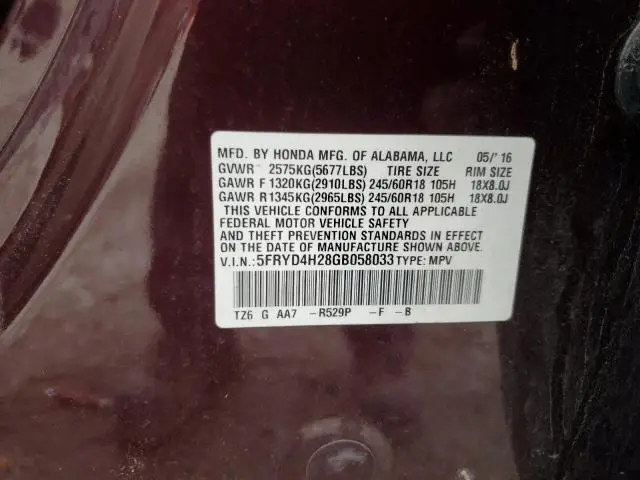 MFD. BY HONDA MFG. OF ALABAMA, LLC 05/'16
GVWR 2575KG(5677LBS) TIRE SIZE RIM SIZE
GAWR F 1320KG(2910LBS) 245/60R18 105H 18X8.0J
GAWR R1345KG(2965LBS) 245/60R18 105H 18X8.0J
THIS VEHICLE CONFORMS TO ALL APPLICABLE
FEDERAL MOTOR VEHICLE SAFETY
AND THEFT PREVENTION STANDARDS IN EFFECT
ON THE DATE OF MANUFACTURE SHOWN ABOVE.
V.I.N.:5FRYD4H28GB058033 TYPE: MPV
TZ6 G AA7 -R529P -F -B